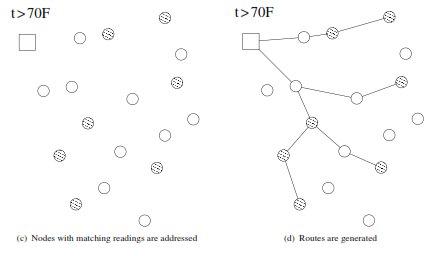 t>70F
t>70F
(c) Nodes with matching readings are addressed
(d) Routes are generated